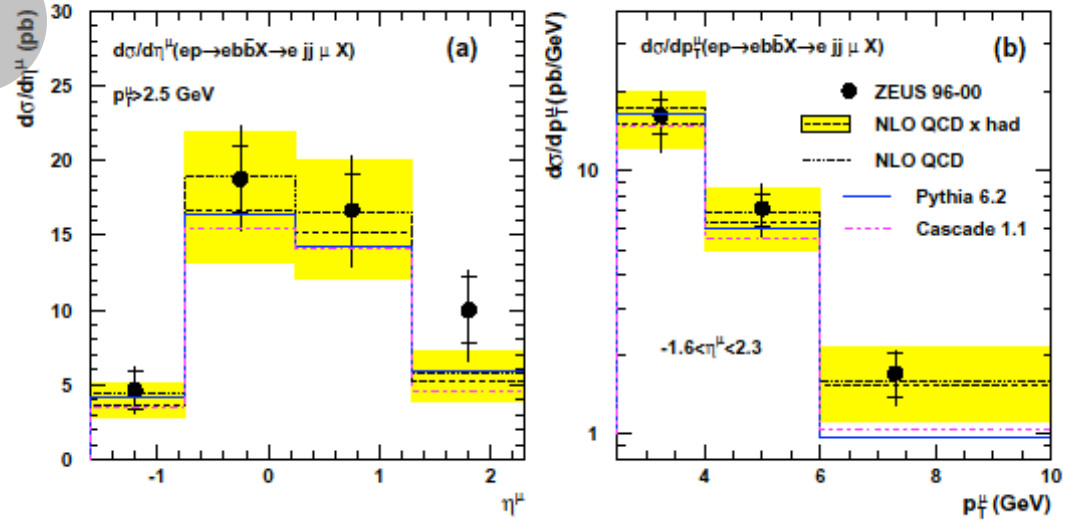 dσ/dη^μ (pb)
30
25
20
15
10
5
0
dσ/dη^μ(ep→ebb̄X→e jj μ X)
(a)
p_T^μ>2.5 GeV
-1
0
1
2
η^μ
dσ/dp_T^μ(pb/GeV)
10
1
dσ/dp_T^μ(ep→ebb̄X→e jj μ X)
(b)
ZEUS 96-00
NLO QCD x had
NLO QCD
Pythia 6.2
Cascade 1.1
-1.6<η^μ<2.3
4
6
8
10
p_T^μ (GeV)